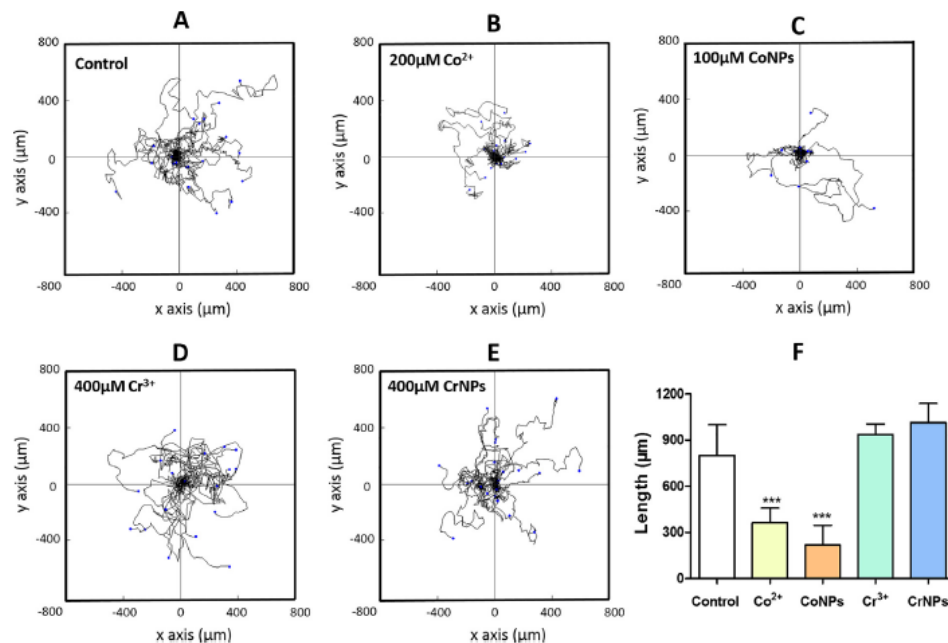 A
B
C
800
Control
400
0
-400
y axis (µm)
-800
-400
0
400
800
x axis (µm)
800
200µM Co²⁺
400
0
-400
y axis (µm)
-800
-400
0
400
800
x axis (µm)
800
100µM CoNPs
400
0
-400
y axis (µm)
-800
-400
0
400
800
x axis (µm)
D
E
F
800
400µM Cr³⁺
400
0
-400
y axis (µm)
-800
-400
0
400
800
x axis (µm)
800
400µM CrNPs
400
0
-400
y axis (µm)
-800
-400
0
400
800
x axis (µm)
1200
900
600
300
0
Length (µm)
***
***
Control
Co²⁺
CoNPs
Cr³⁺
CrNPs